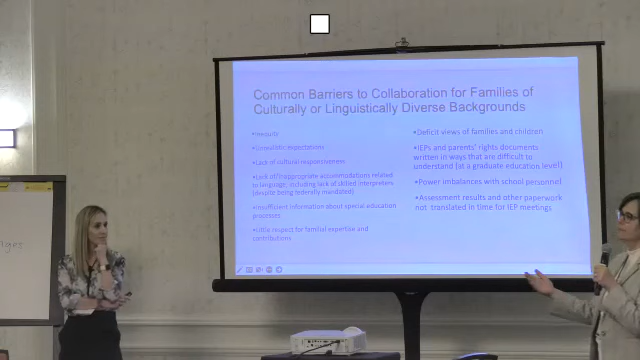 Common Barriers to Collaboration for Families of
Culturally or Linguistically Diverse Backgrounds
•Inequity
•Unrealistic expectations
•Lack of cultural responsiveness
•Lack of/inappropriate accommodations related
to language, including lack of skilled interpreters
(despite being federally mandated)
•Insufficient information about special education
processes
•Little respect for familial expertise and
contributions
•Deficit views of families and children
•IEPs and parents' rights documents
written in ways that are difficult to
understand (at a graduate education level)
•Power imbalances with school personnel
•Assessment results and other paperwork
not translated in time for IEP meetings